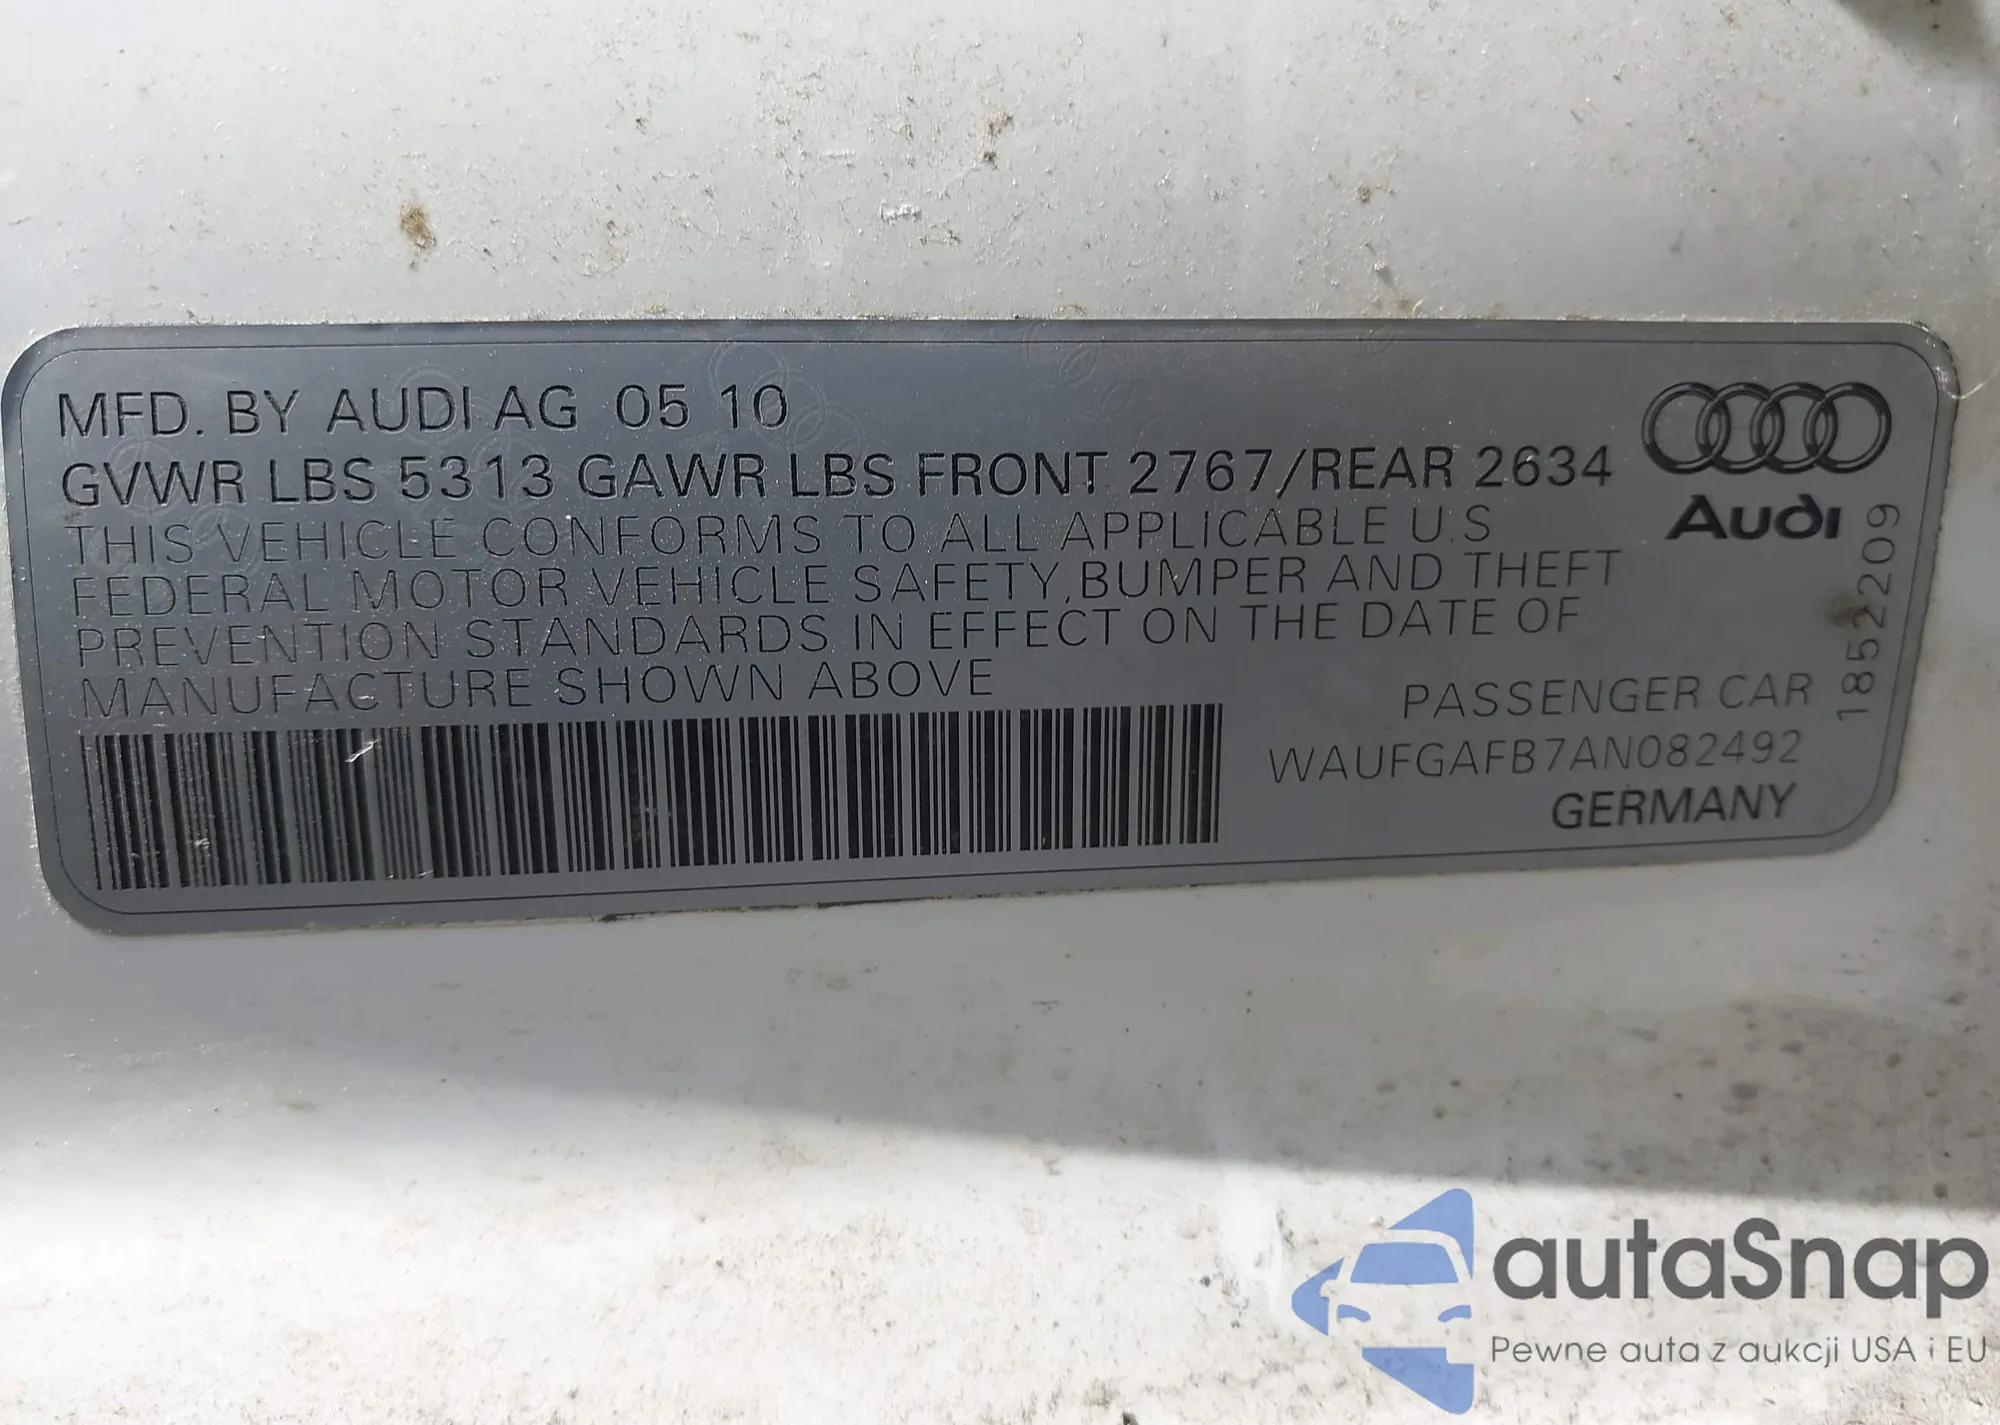 MFD. BY AUDI AG 05 10
GVWR LBS 5313 GAWR LBS FRONT 2767/REAR 2634
THIS VEHICLE CONFORMS TO ALL APPLICABLE U.S
FEDERAL MOTOR VEHICLE SAFETY,BUMPER AND THEFT
PREVENTION STANDARDS IN EFFECT ON THE DATE OF
MANUFACTURE SHOWN ABOVE
Audi
1852209
PASSENGER CAR
WAUFGAFB7AN082492
GERMANY
autaSnap
Pewne auta z aukcji USA i EU